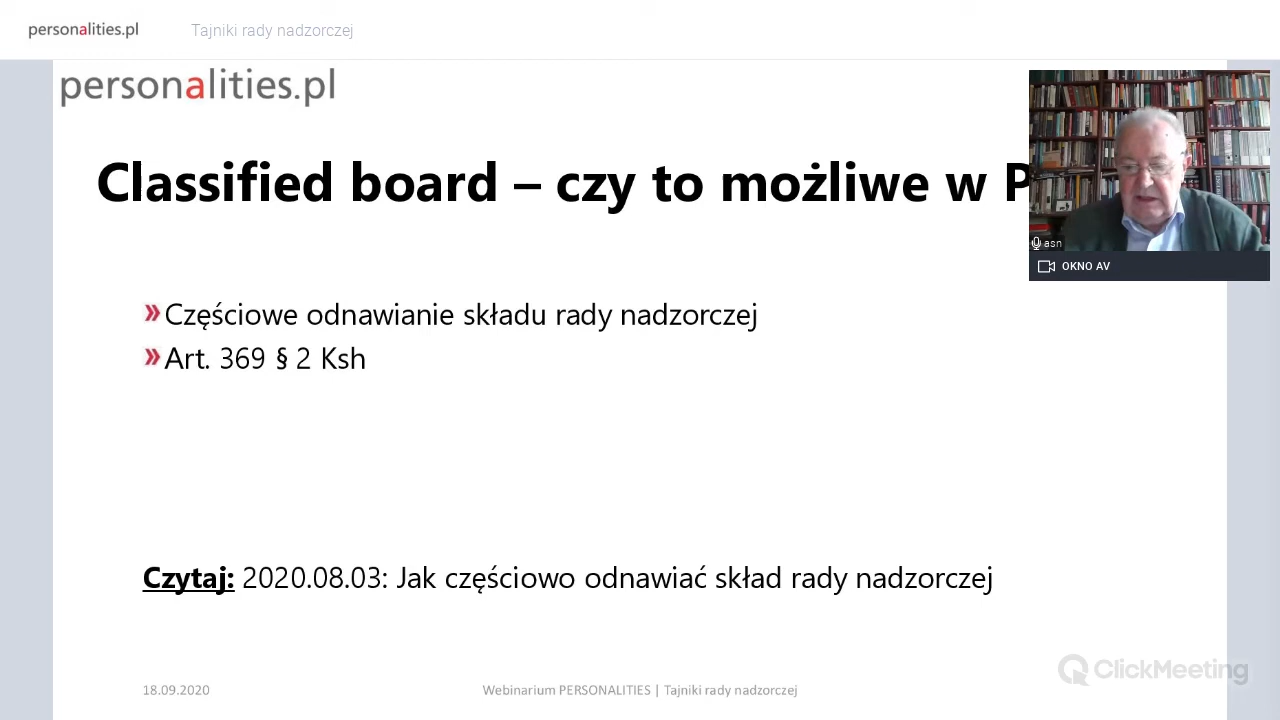 personalities.pl
Tajniki rady nadzorczej
personalities.pl
Classified board – czy to możliwe w P
asn
OKNO AV
» Częściowe odnawianie składu rady nadzorczej
» Art. 369 § 2 Ksh
Czytaj: 2020.08.03: Jak częściowo odnawiać skład rady nadzorczej
ClickMeeting
18.09.2020
Webinarium PERSONALITIES | Tajniki rady nadzorczej